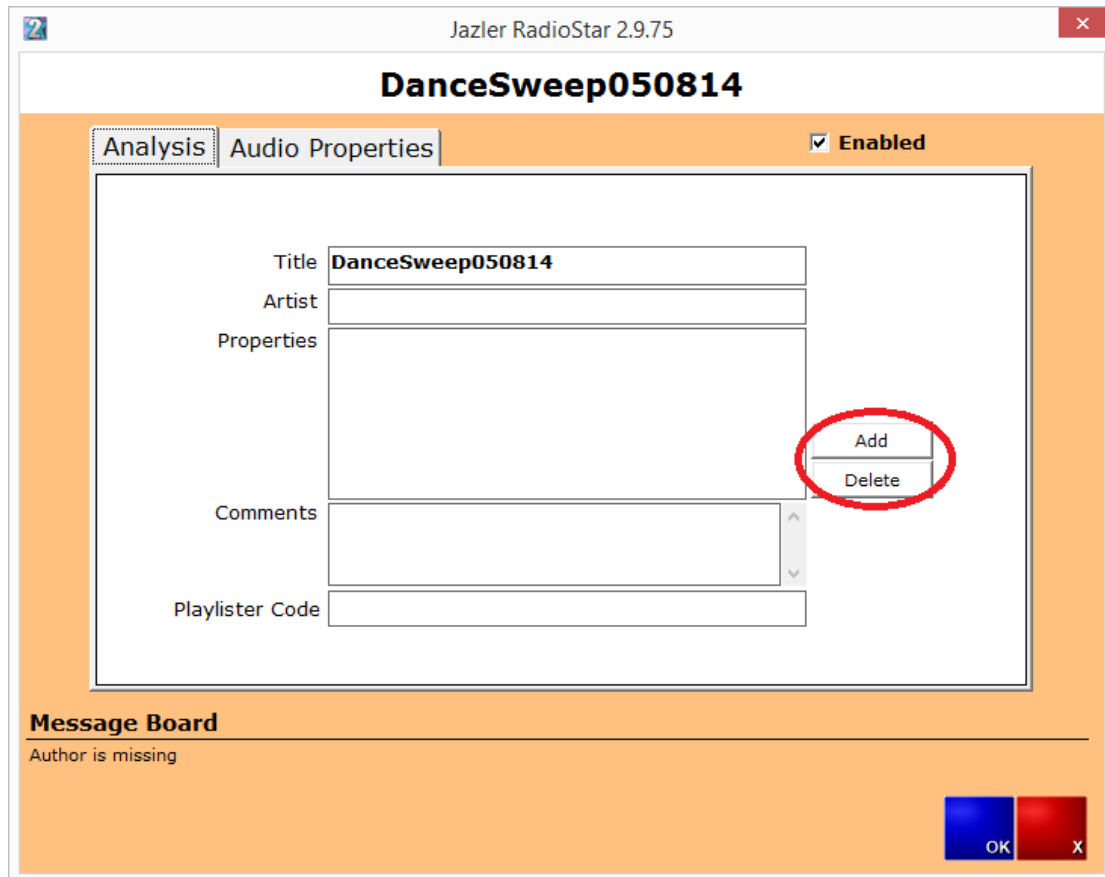 Jazler RadioStar 2.9.75
DanceSweep050814
Analysis Audio Properties Enabled
Title DanceSweep050814
Artist
Properties
Add
Delete
Comments
Playlister Code
Message Board
Author is missing
OK X